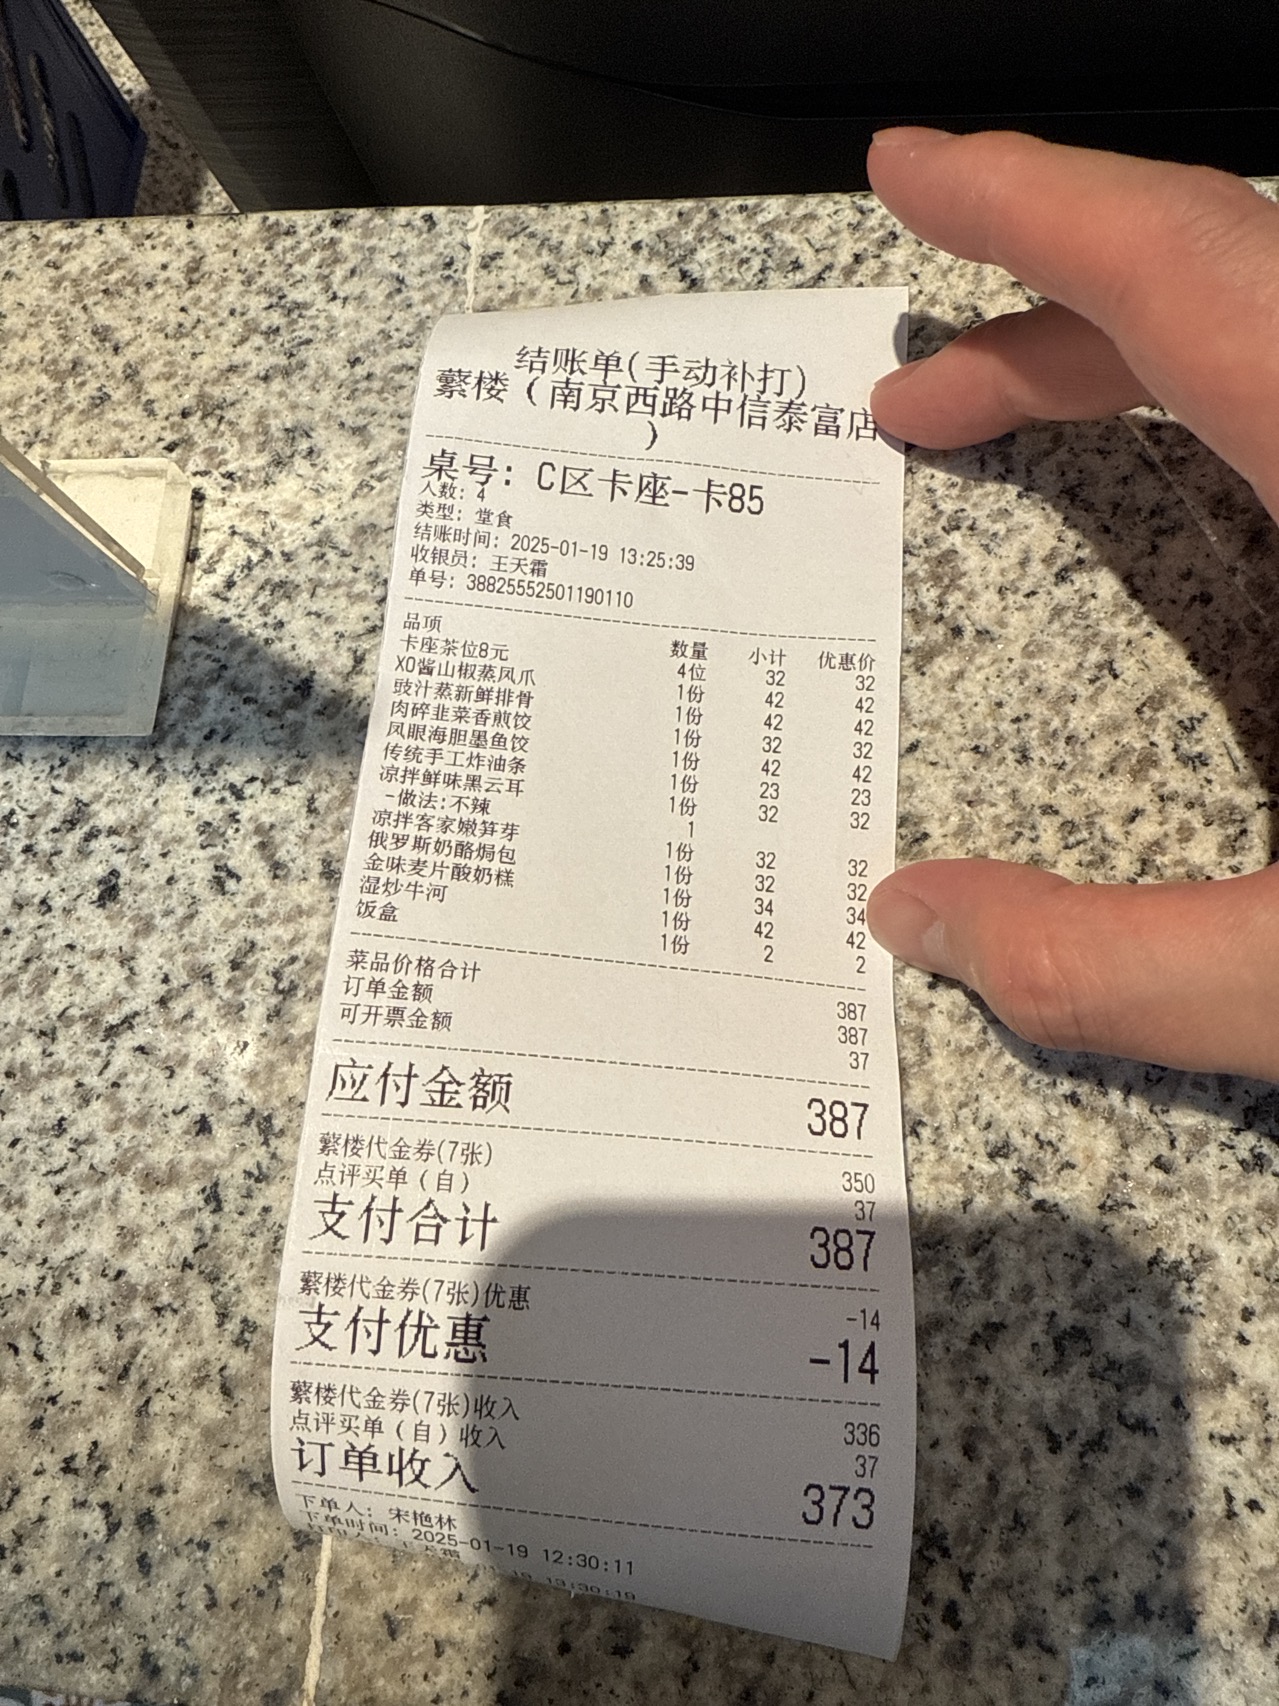 结账单(手动补打)
蘩楼（南京西路中信泰富店
）
桌号: C区卡座-卡85
人数: 4
类型: 堂食
结账时间: 2025-01-19 13:25:39
收银员: 王天霜
单号: 38825552501190110
品项 数量 小计 优惠价
卡座茶位8元 4位 32 32
XO酱山椒蒸凤爪 1份 42 42
豉汁蒸新鲜排骨 1份 42 42
肉碎韭菜香煎饺 1份 32 32
凤眼海胆墨鱼饺 1份 42 42
传统手工炸油条 1份 23 23
凉拌鲜味黑云耳 1份 32 32
-做法:不辣 1
凉拌客家嫩笋芽 1份 32 32
俄罗斯奶酪焗包 1份 32 32
金味麦片酸奶糕 1份 34 34
湿炒牛河 1份 42 42
饭盒 1份 2 2
菜品价格合计 387
订单金额 387
可开票金额 37
应付金额 387
蘩楼代金券(7张) 350
点评买单（自） 37
支付合计 387
蘩楼代金券(7张)优惠 -14
支付优惠 -14
蘩楼代金券(7张)收入 336
点评买单（自）收入 37
订单收入 373
下单人: 宋艳林
下单时间: 2025-01-19 12:30:11
13:30:19